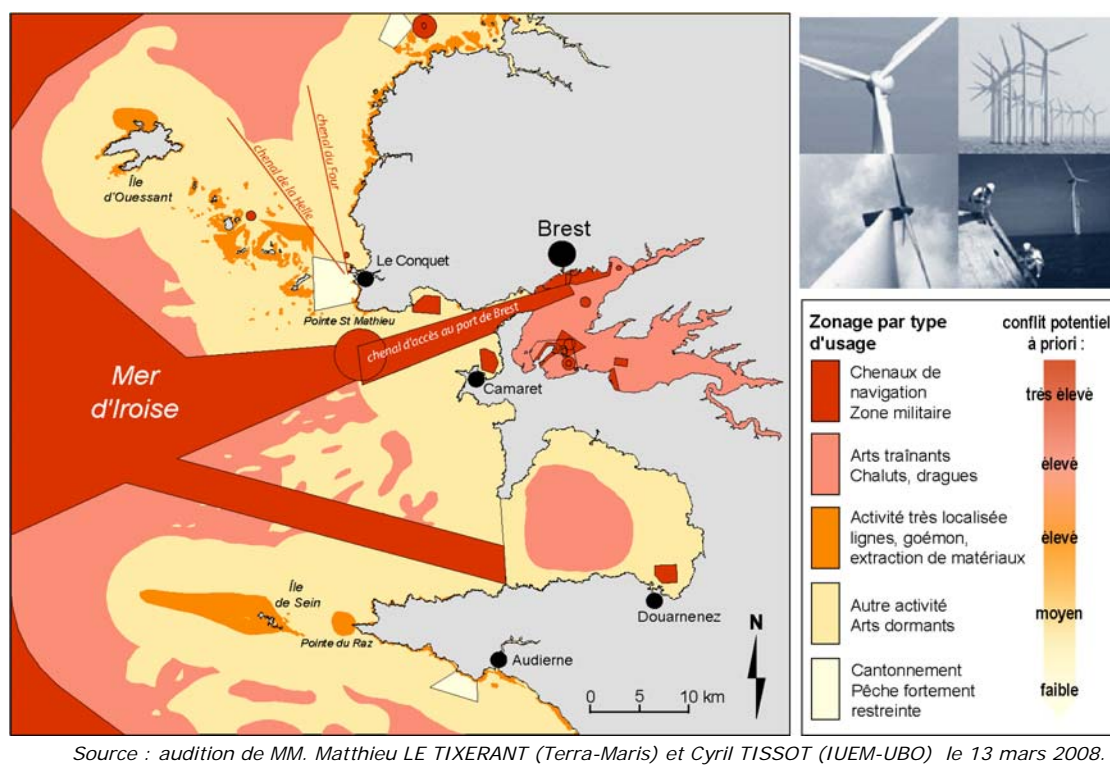 Île
d'Ouessant
chenal de la Helle
chenal du Four
Le Conquet
Brest
Pointe St Mathieu
chenal d'accès au port de Brest
Camaret
Mer
d'Iroise
Île
de Sein
Pointe du Raz
Douarnenez
Audierne
N
0 5 10 km
Zonage par type
d'usage
conflit potentiel
à priori :
Chenaux de
navigation
Zone militaire
trés èlevè
Arts traînants
Chaluts, dragues
èlevè
Activité très localisée
lignes, goémon,
extraction de matériaux
èlevè
Autre activité
Arts dormants
moyen
Cantonnement
Pêche fortement
restreinte
faible
Source : audition de MM. Matthieu LE TIXERANT (Terra-Maris) et Cyril TISSOT (IUEM-UBO) le 13 mars 2008.